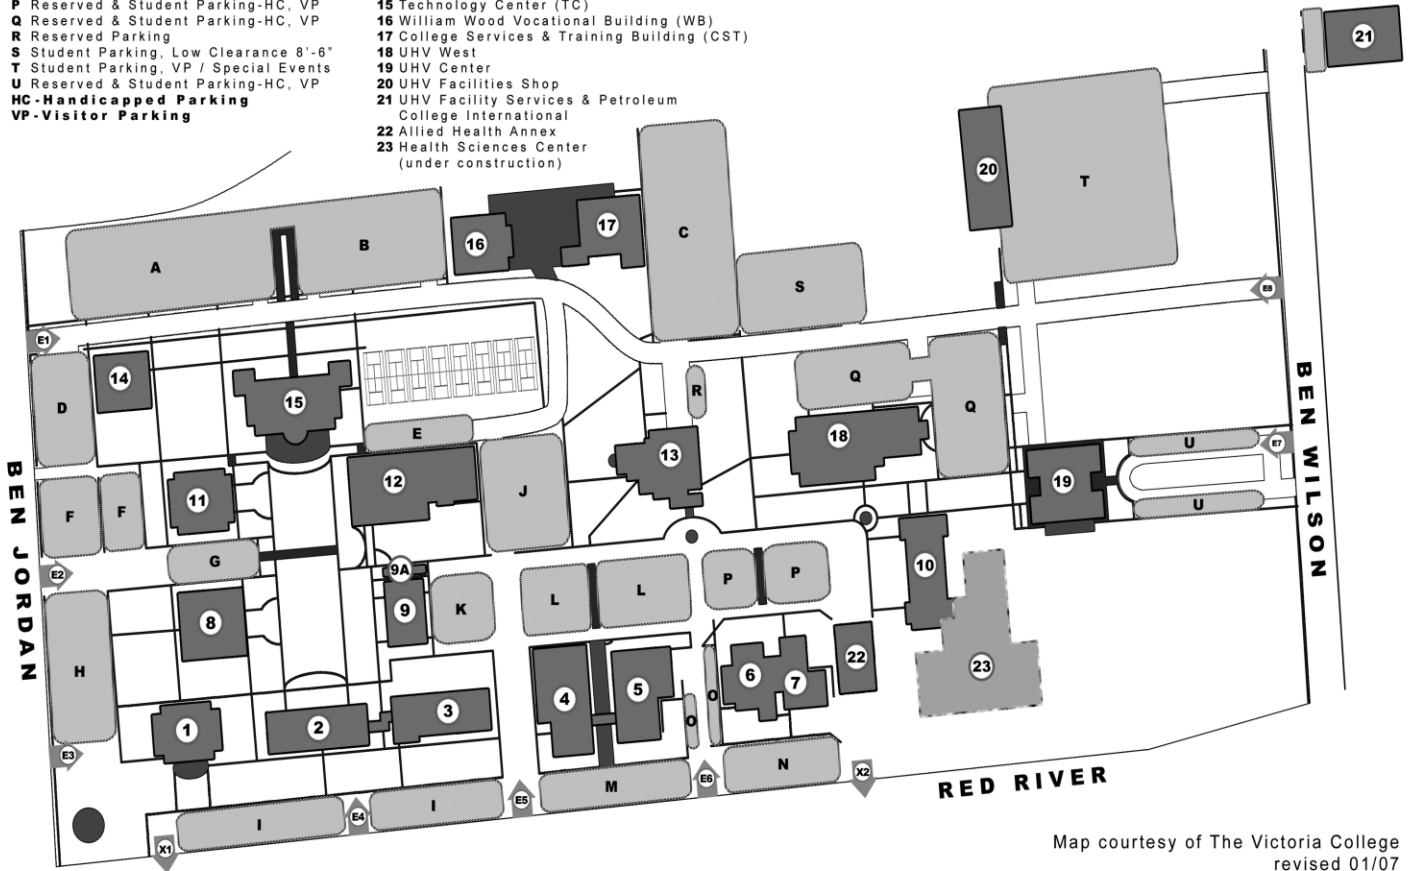 P Reserved & Student Parking-HC, VP
Q Reserved & Student Parking-HC, VP
R Reserved Parking
S Student Parking, Low Clearance 8'-6"
T Student Parking, VP / Special Events
U Reserved & Student Parking-HC, VP
HC-Handicapped Parking
VP-Visitor Parking
15 Technology Center (TC)
16 William Wood Vocational Building (WB)
17 College Services & Training Building (CST)
18 UHV West
19 UHV Center
20 UHV Facilities Shop
21 UHV Facility Services & Petroleum
College International
22 Allied Health Annex
23 Health Sciences Center
(under construction)
21
20
T
C
17
16
B
A
S
E8
E1
14
D
15
E
R
Q
Q
13
18
U
E7
12
11
J
19
U
F
F
G
9A
E2
10
8
9
K
L
L
P
P
H
22
23
6
7
5
4
O
O
3
2
1
E3
N
X2
M
E6
E5
I
E4
I
X1
BEN JORDAN
BEN WILSON
RED RIVER
Map courtesy of The Victoria College
revised 01/07